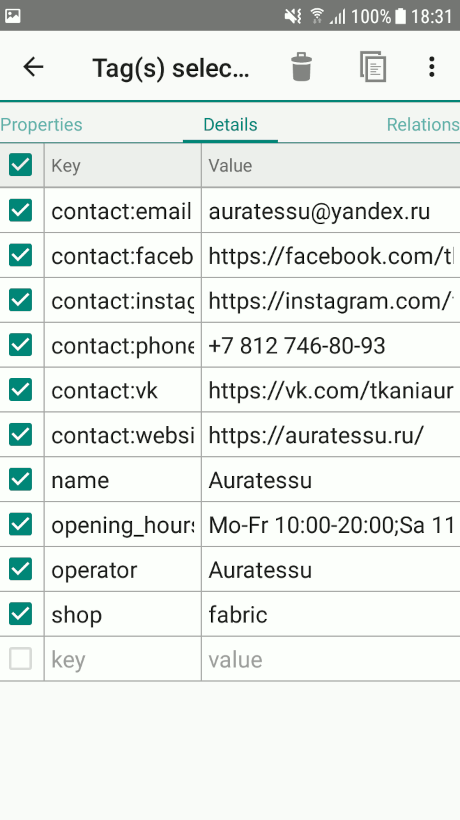 100% 18:31
Tag(s) selec...
Properties Details Relations
Key Value
contact:email auratessu@yandex.ru
contact:faceb https://facebook.com/t
contact:instag https://instagram.com/
contact:phone +7 812 746-80-93
contact:vk https://vk.com/tkaniaur
contact:websi https://auratessu.ru/
name Auratessu
opening_hours Mo-Fr 10:00-20:00;Sa 11
operator Auratessu
shop fabric
key value